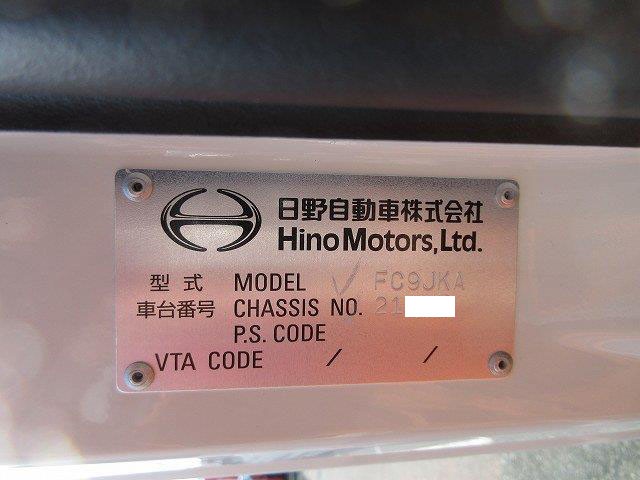 日野自動車株式会社
Hino Motors, Ltd.
型式 MODEL FC9JKA
車台番号 CHASSIS NO. 21
P.S. CODE
VTA CODE / /